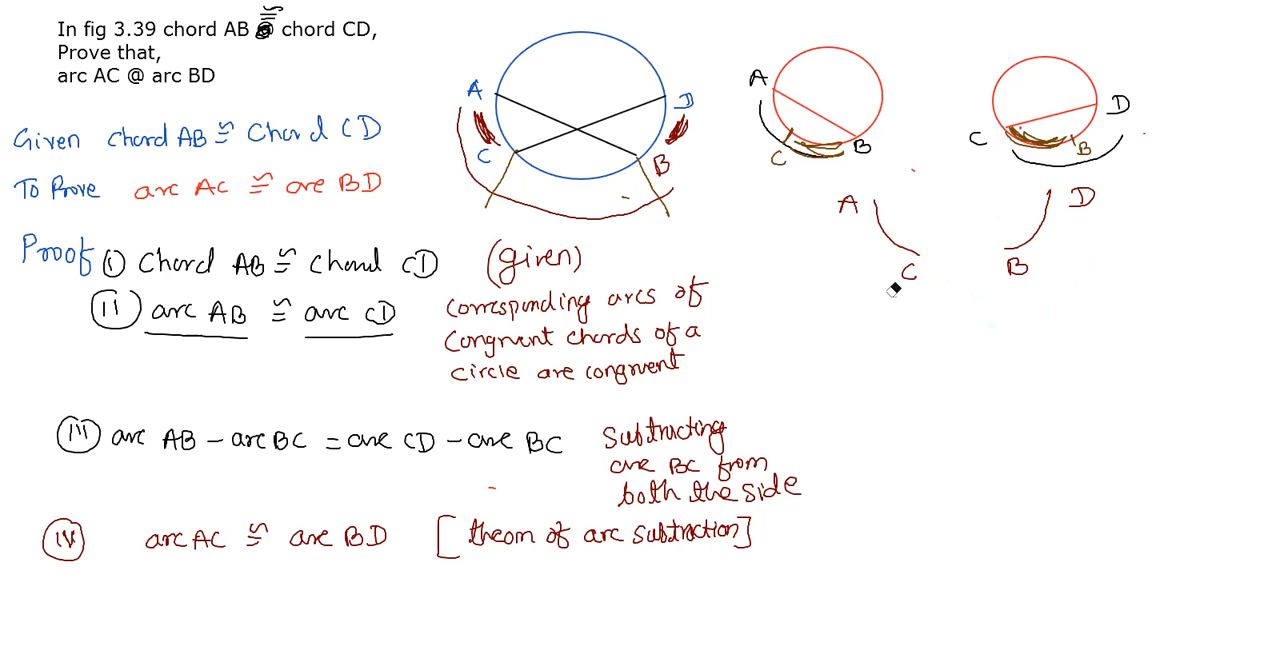 In fig 3.39 chord AB ≅ chord CD,
Prove that,
arc AC @ arc BD
Given chord AB ≅ Chord CD
To Prove arc AC ≅ arc BD
Proof (i) Chord AB ≅ chord CD (given)
(ii) arc AB ≅ arc CD
corresponding arcs of
congruent chords of a
circle are congruent
(iii) arc AB - arc BC = arc CD - arc BC
Subtracting
arc BC from
both the side
(iv) arc AC ≅ arc BD [theom of arc subtraction]
A
D
C
B
A
C
B
C
D
B
A
C
D
B